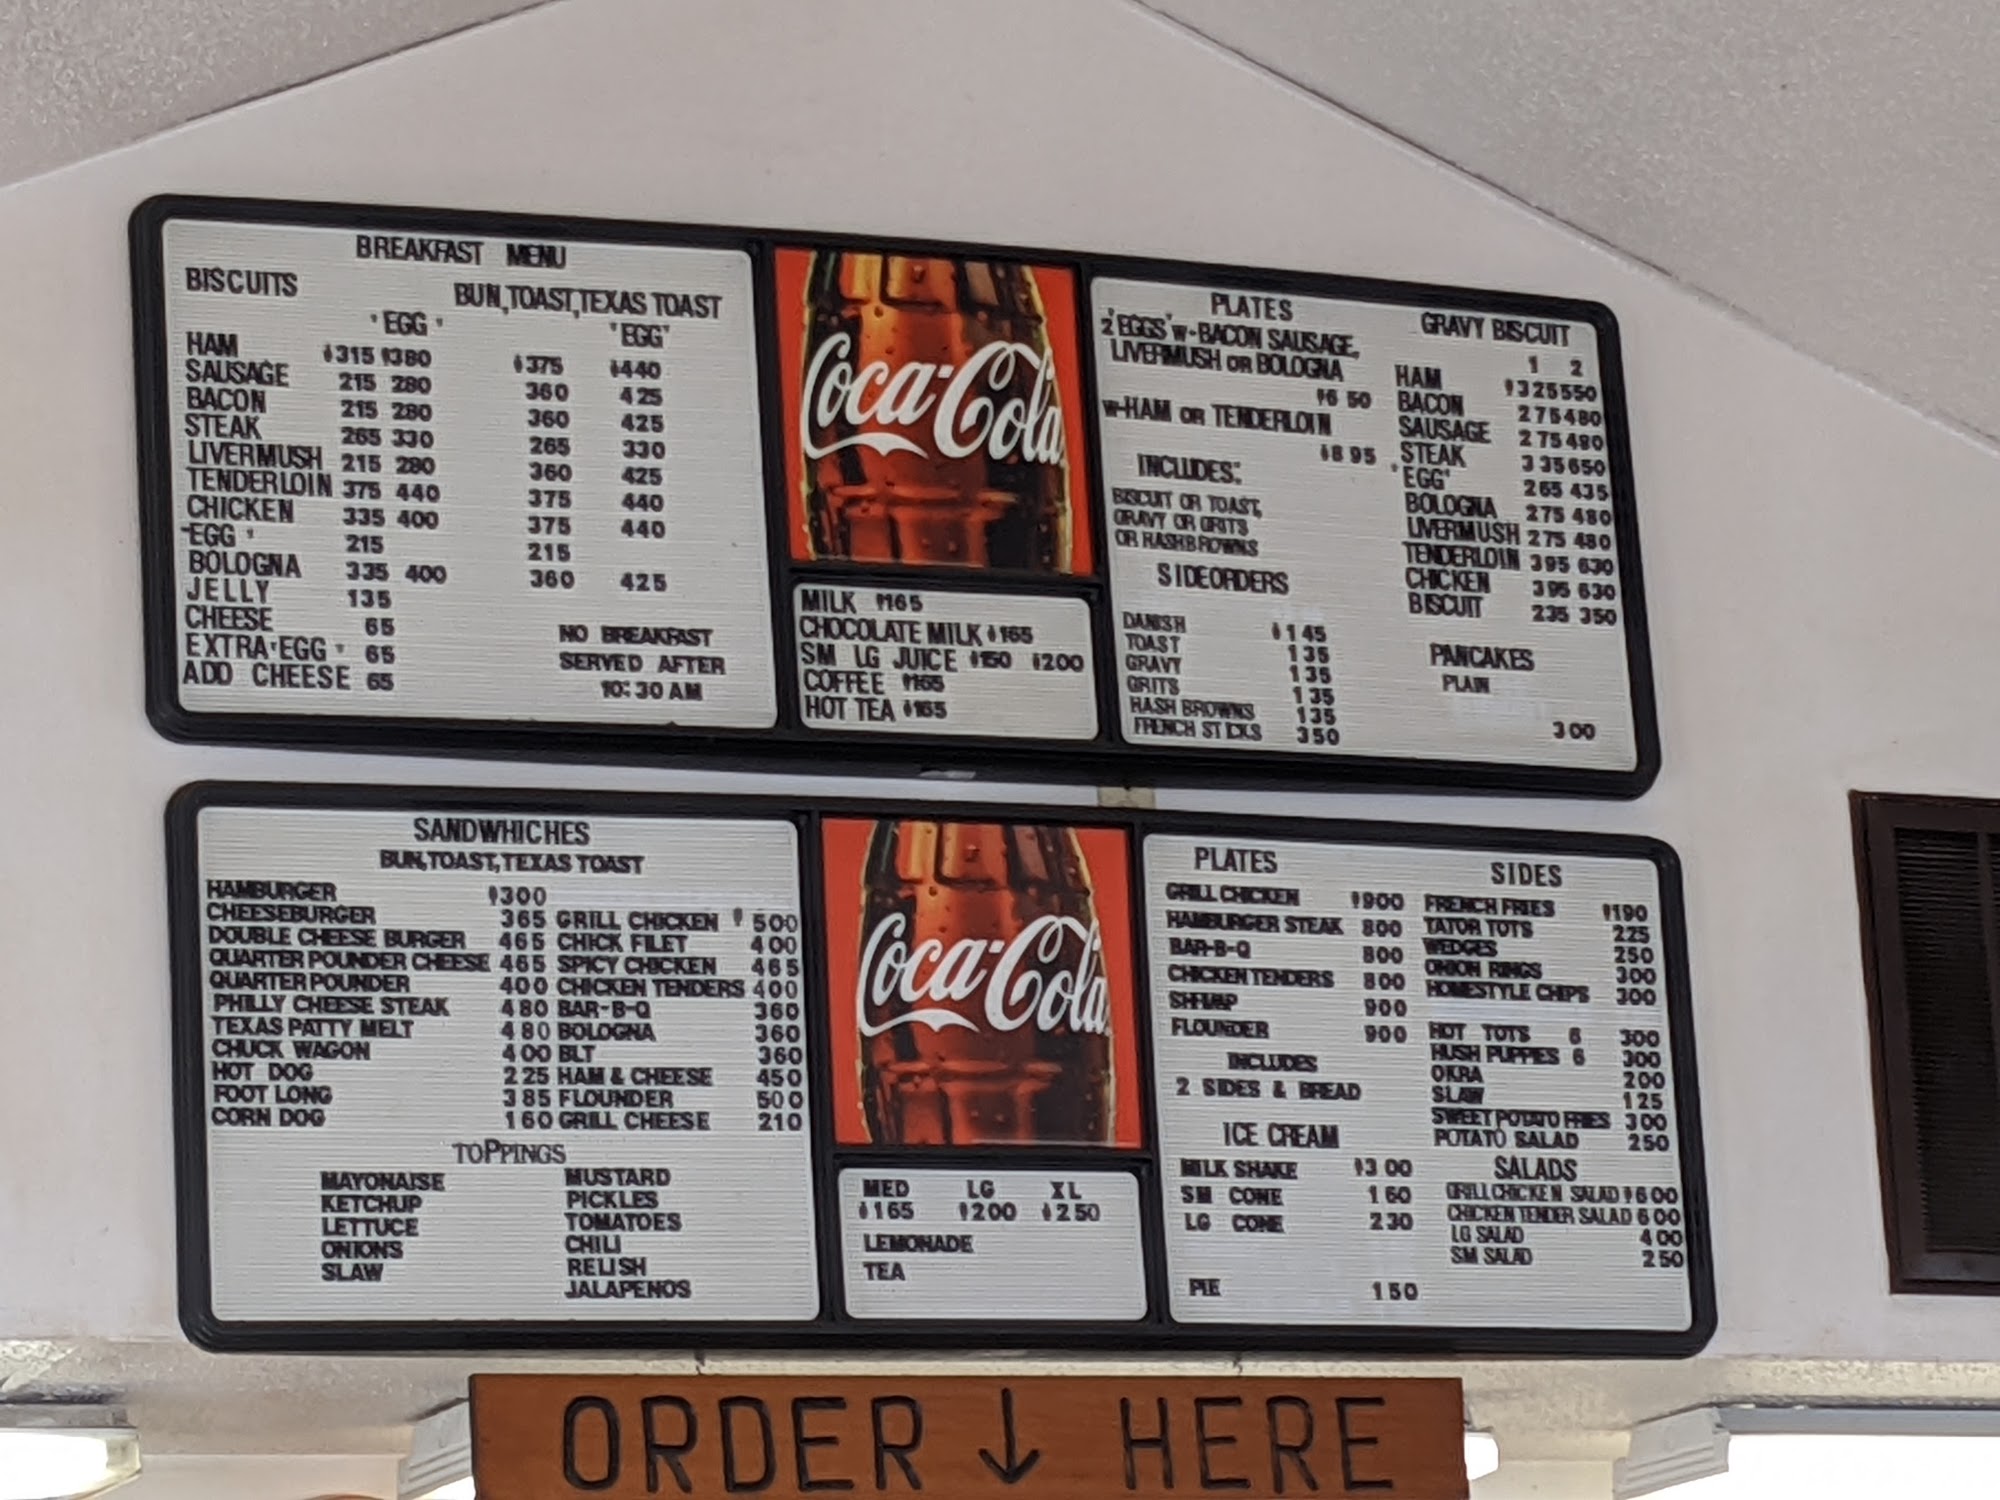 BREAKFAST MENU
BISCUITS
BUN, TOAST, TEXAS TOAST
'EGG' 'EGG'
HAM $315 $380 $375 $440
SAUSAGE 215 280 360 425
BACON 215 280 360 425
STEAK 265 330 265 330
LIVERMUSH 215 280 360 425
TENDERLOIN 375 440 375 440
CHICKEN 335 400 375 440
"EGG" 215 215
BOLOGNA 335 400 360 425
JELLY 135
CHEESE 65
EXTRA "EGG" 65
ADD CHEESE 65
NO BREAKFAST
SERVED AFTER
10:30 AM
Coca-Cola
MILK $165
CHOCOLATE MILK $165
SM LG JUICE $150 $200
COFFEE $165
HOT TEA $165
PLATES
2 'EGGS' w-BACON SAUSAGE,
LIVERMUSH OR BOLOGNA
$6 50
w-HAM OR TENDERLOIN
$8 95
INCLUDES:
BISCUIT OR TOAST,
GRAVY OR GRITS
OR HASHBROWNS
SIDEORDERS
DANISH $145
TOAST 135
GRAVY 135
GRITS 135
HASH BROWNS 135
FRENCH STICKS 350
GRAVY BISCUIT
1 2
HAM $325 550
BACON 275 480
SAUSAGE 275 480
STEAK 335 650
'EGG' 265 435
BOLOGNA 275 480
LIVERMUSH 275 480
TENDERLOIN 395 630
CHICKEN 395 630
BISCUIT 235 350
PANCAKES
PLAIN
300
SANDWHICHES
BUN, TOAST, TEXAS TOAST
HAMBURGER $300
CHEESEBURGER 365 GRILL CHICKEN $500
DOUBLE CHEESE BURGER 465 CHICK FILET 400
QUARTER POUNDER CHEESE 465 SPICY CHICKEN 465
QUARTER POUNDER 400 CHICKEN TENDERS 400
PHILLY CHEESE STEAK 480 BAR-B-Q 360
TEXAS PATTY MELT 480 BOLOGNA 360
CHUCK WAGON 400 BLT 360
HOT DOG 225 HAM & CHEESE 450
FOOT LONG 385 FLOUNDER 500
CORN DOG 160 GRILL CHEESE 210
TOPPINGS
MAYONAISE MUSTARD
KETCHUP PICKLES
LETTUCE TOMATOES
ONIONS CHILI
SLAW RELISH
JALAPENOS
Coca-Cola
MED LG XL
$165 $200 $250
LEMONADE
TEA
PLATES
GRILL CHICKEN $900
HAMBURGER STEAK 800
BAR-B-Q 800
CHICKEN TENDERS 800
SHRIMP 900
FLOUNDER 900
INCLUDES
2 SIDES & BREAD
ICE CREAM
MILK SHAKE $3 00
SM CONE 160
LG CONE 230
PIE 150
SIDES
FRENCH FRIES $190
TATOR TOTS 225
WEDGES 250
ONION RINGS 300
HOMESTYLE CHIPS 300
HOT TOTS 6 300
HUSH PUPPIES 6 300
OKRA 200
SLAW 125
SWEET POTATO FRIES 300
POTATO SALAD 250
SALADS
GRILL CHICKEN SALAD $600
CHICKEN TENDER SALAD 600
LG SALAD 400
SM SALAD 250
ORDER ↓ HERE